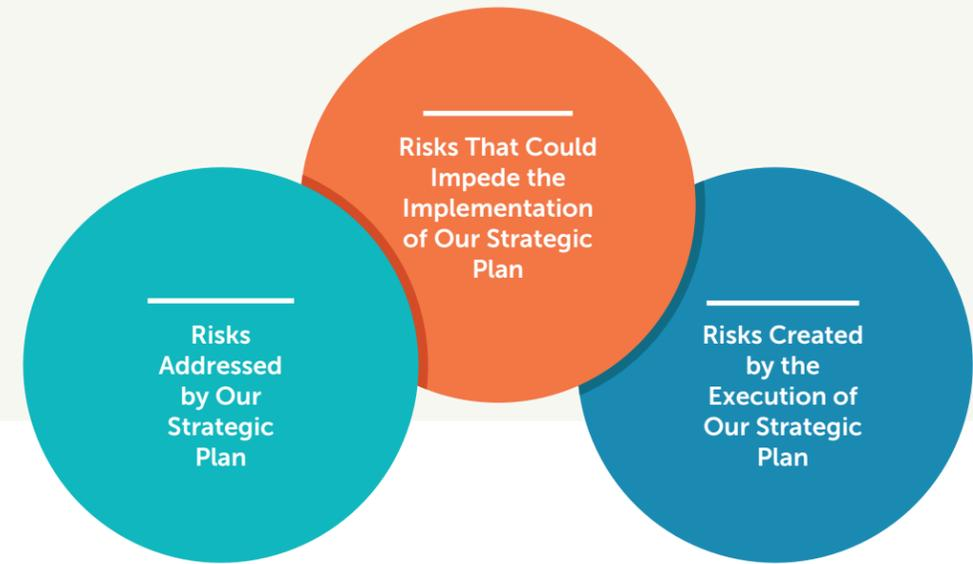 Risks That Could
Impede the
Implementation
of Our Strategic
Plan
Risks
Addressed
by Our
Strategic
Plan
Risks Created
by the
Execution of
Our Strategic
Plan